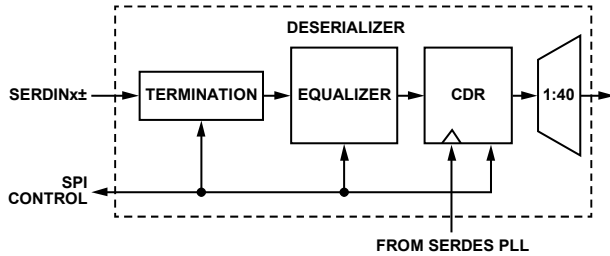 DESERIALIZER
SERDINx±
TERMINATION
EQUALIZER
CDR
1:40
SPI
CONTROL
FROM SERDES PLL